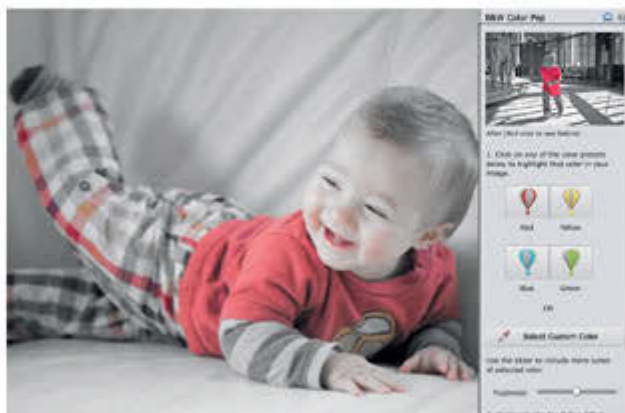 B&W Color Pop
After (Roll over to see before)
1. Click on any of the color presets
below to highlight that color in your
image.
Red Yellow
Blue Green
OR
Select Custom Color
Use the slider to include more tones
of selected color.
Fuzziness: